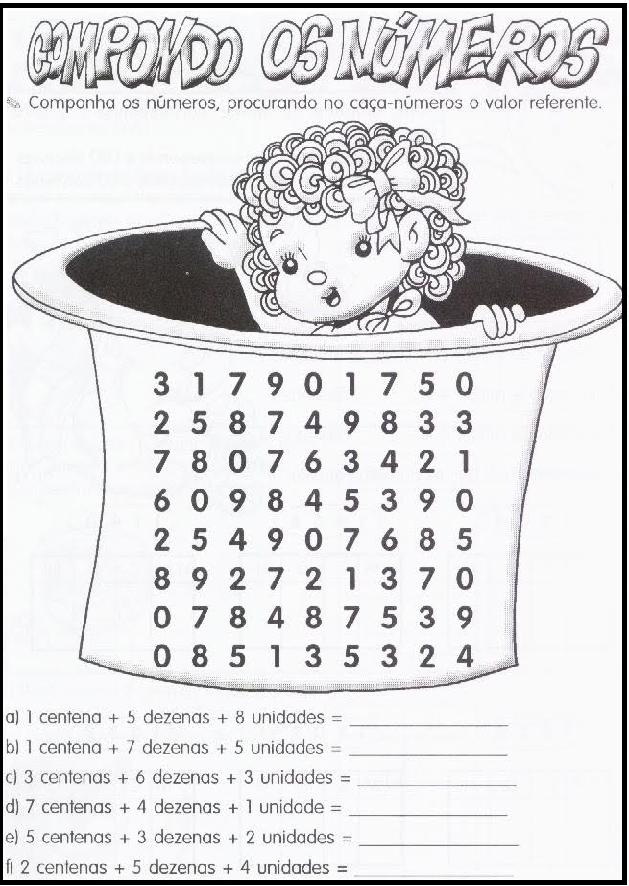 COMPONDO OS NÚMEROS
Componha os números, procurando no caça-números o valor referente.
3 1 7 9 0 1 7 5 0
2 5 8 7 4 9 8 3 3
7 8 0 7 6 3 4 2 1
6 0 9 8 4 5 3 9 0
2 5 4 9 0 7 6 8 5
8 9 2 7 2 1 3 7 0
0 7 8 4 8 7 5 3 9
0 8 5 1 3 5 3 2 4
a) 1 centena + 5 dezenas + 8 unidades =
b) 1 centena + 7 dezenas + 5 unidades =
c) 3 centenas + 6 dezenas + 3 unidades =
d) 7 centenas + 4 dezenas + 1 unidade =
e) 5 centenas + 3 dezenas + 2 unidades =
f) 2 centenas + 5 dezenas + 4 unidades =